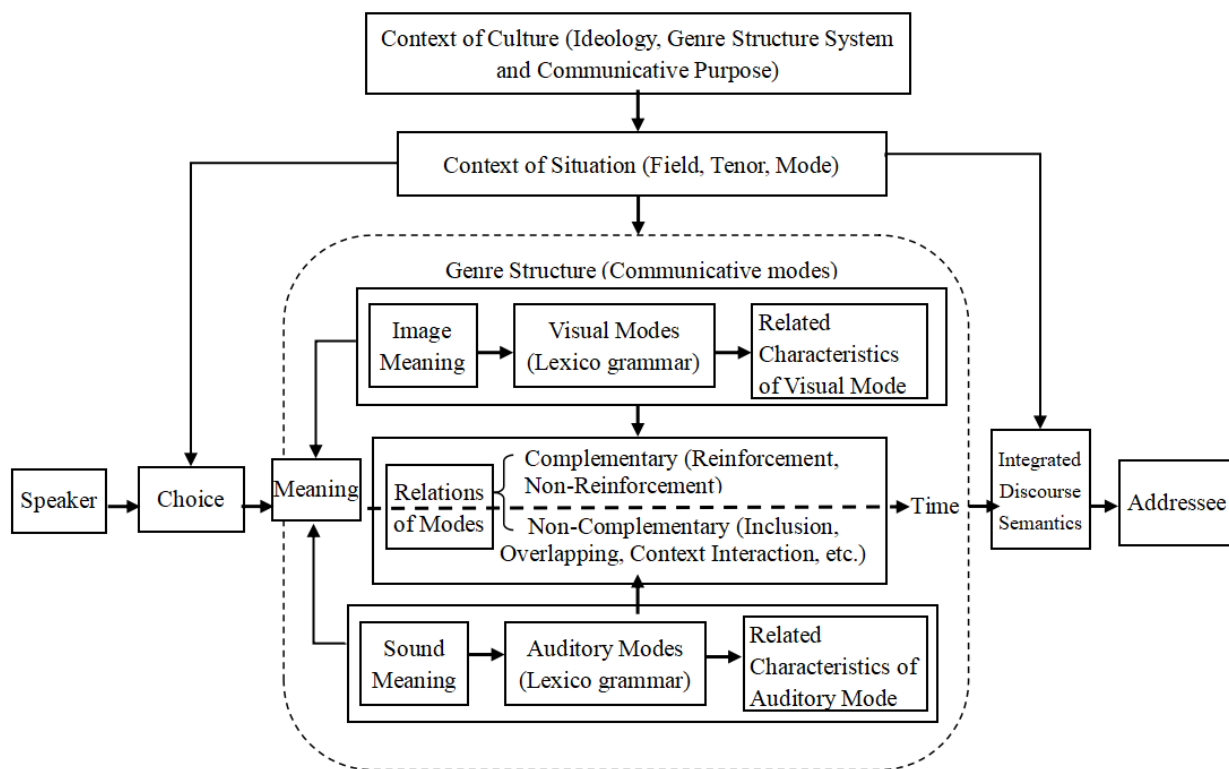 Context of Culture (Ideology, Genre Structure System
and Communicative Purpose)
Context of Situation (Field, Tenor, Mode)
Genre Structure (Communicative modes)
Image
Meaning
Visual Modes
(Lexico grammar)
Related
Characteristics
of Visual Mode
Speaker
Choice
Meaning
Relations
of Modes
Complementary (Reinforcement,
Non-Reinforcement)
Non-Complementary (Inclusion,
Overlapping, Context Interaction, etc.)
Time
Integrated
Discourse
Semantics
Addressee
Sound
Meaning
Auditory Modes
(Lexico grammar)
Related
Characteristics of
Auditory Mode